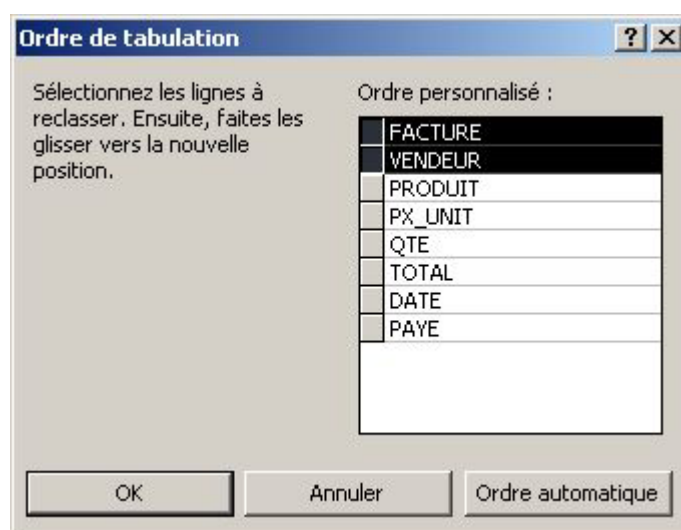 Ordre de tabulation
? X
Sélectionnez les lignes à
reclasser. Ensuite, faites les
glisser vers la nouvelle
position.
Ordre personnalisé :
FACTURE
VENDEUR
PRODUIT
PX_UNIT
QTE
TOTAL
DATE
PAYE
OK
Annuler
Ordre automatique